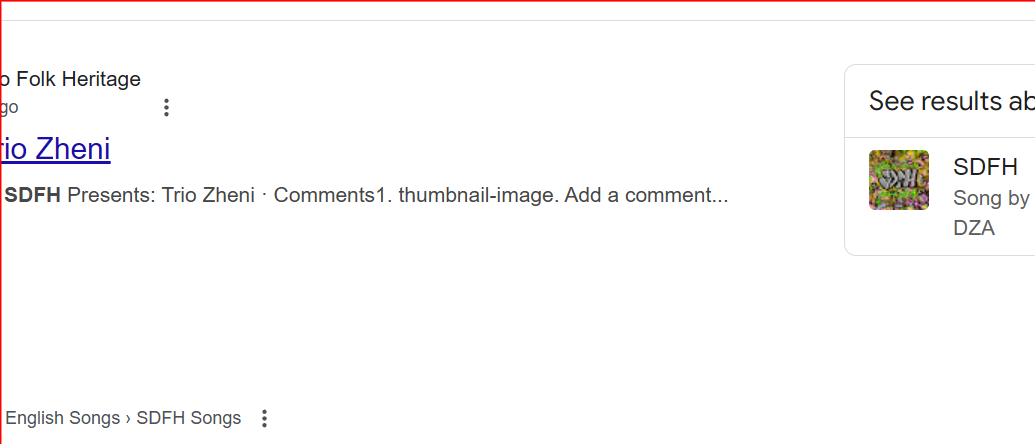 o Folk Heritage
go
rio Zheni
SDFH Presents: Trio Zheni · Comments1. thumbnail-image. Add a comment...
English Songs › SDFH Songs
See results ab
SDFH
Song by
DZA